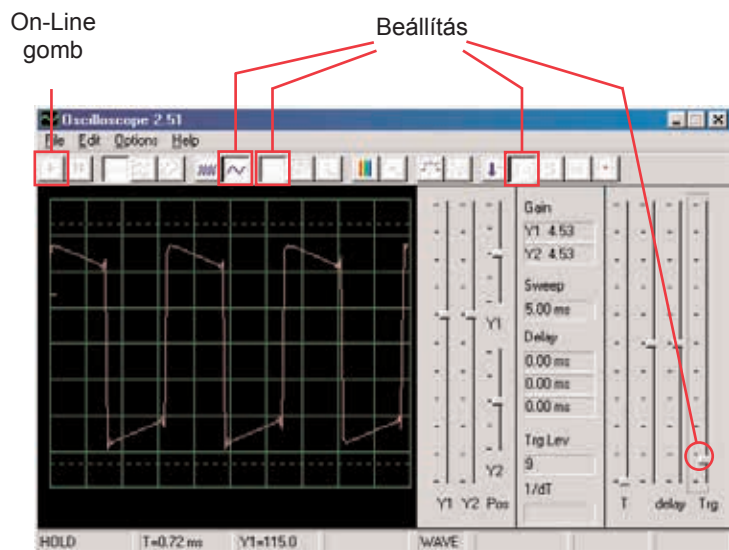 On-Line
gomb
Beállítás
Oscilloscope 2.51
File Edit Options Help
Gain
Y1 4.53
Y2 4.53
Sweep
5.00 ms
Delay
0.00 ms
0.00 ms
0.00 ms
Trg Lev
9
1/dT
Y1
Y2
Y1 Y2 Pos
T delay Trg
HOLD T=0.72 ms Y1=115.0 WAVE